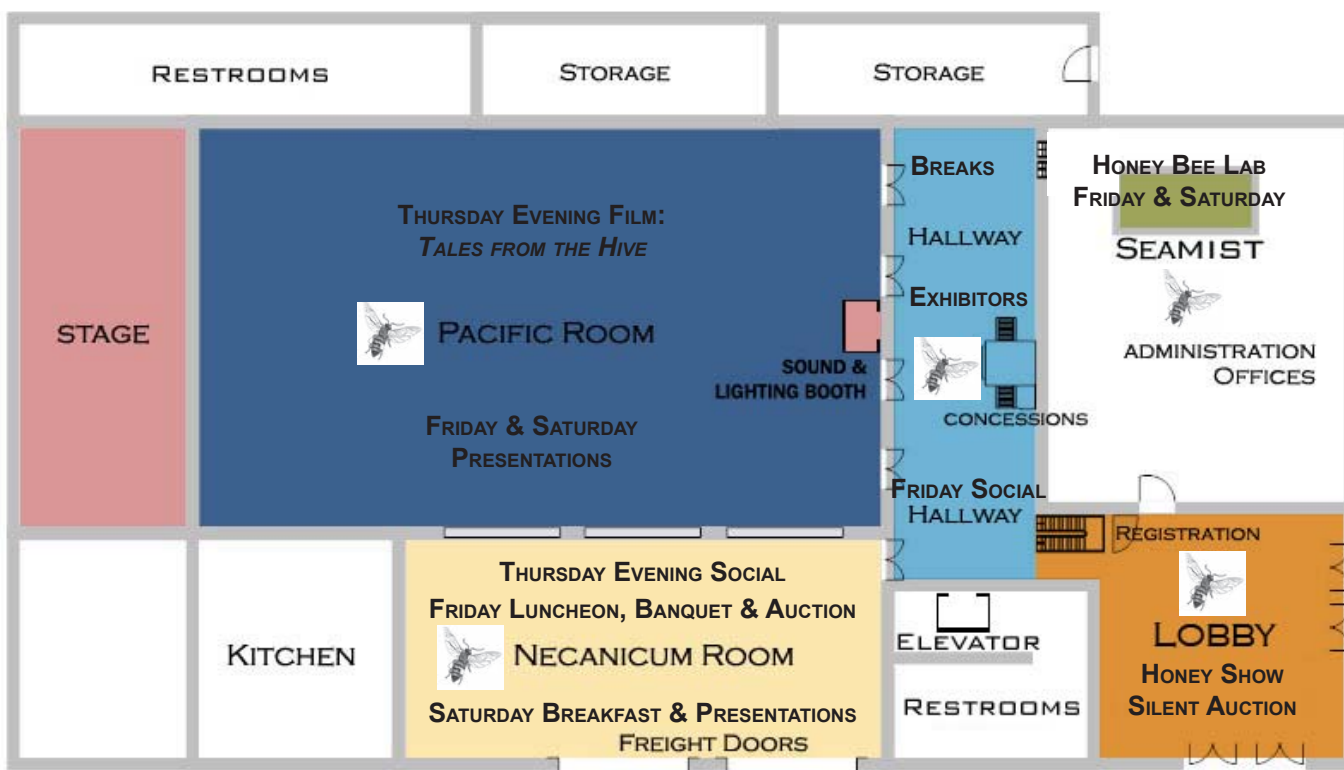 RESTROOMS
STORAGE
STORAGE
STAGE
THURSDAY EVENING FILM:
TALES FROM THE HIVE
PACIFIC ROOM
SOUND &
LIGHTING BOOTH
FRIDAY & SATURDAY
PRESENTATIONS
BREAKS
HALLWAY
EXHIBITORS
CONCESSIONS
FRIDAY SOCIAL
HALLWAY
HONEY BEE LAB
FRIDAY & SATURDAY
SEAMIST
ADMINISTRATION
OFFICES
KITCHEN
THURSDAY EVENING SOCIAL
FRIDAY LUNCHEON, BANQUET & AUCTION
NECANICUM ROOM
SATURDAY BREAKFAST & PRESENTATIONS
FREIGHT DOORS
ELEVATOR
RESTROOMS
REGISTRATION
LOBBY
HONEY SHOW
SILENT AUCTION